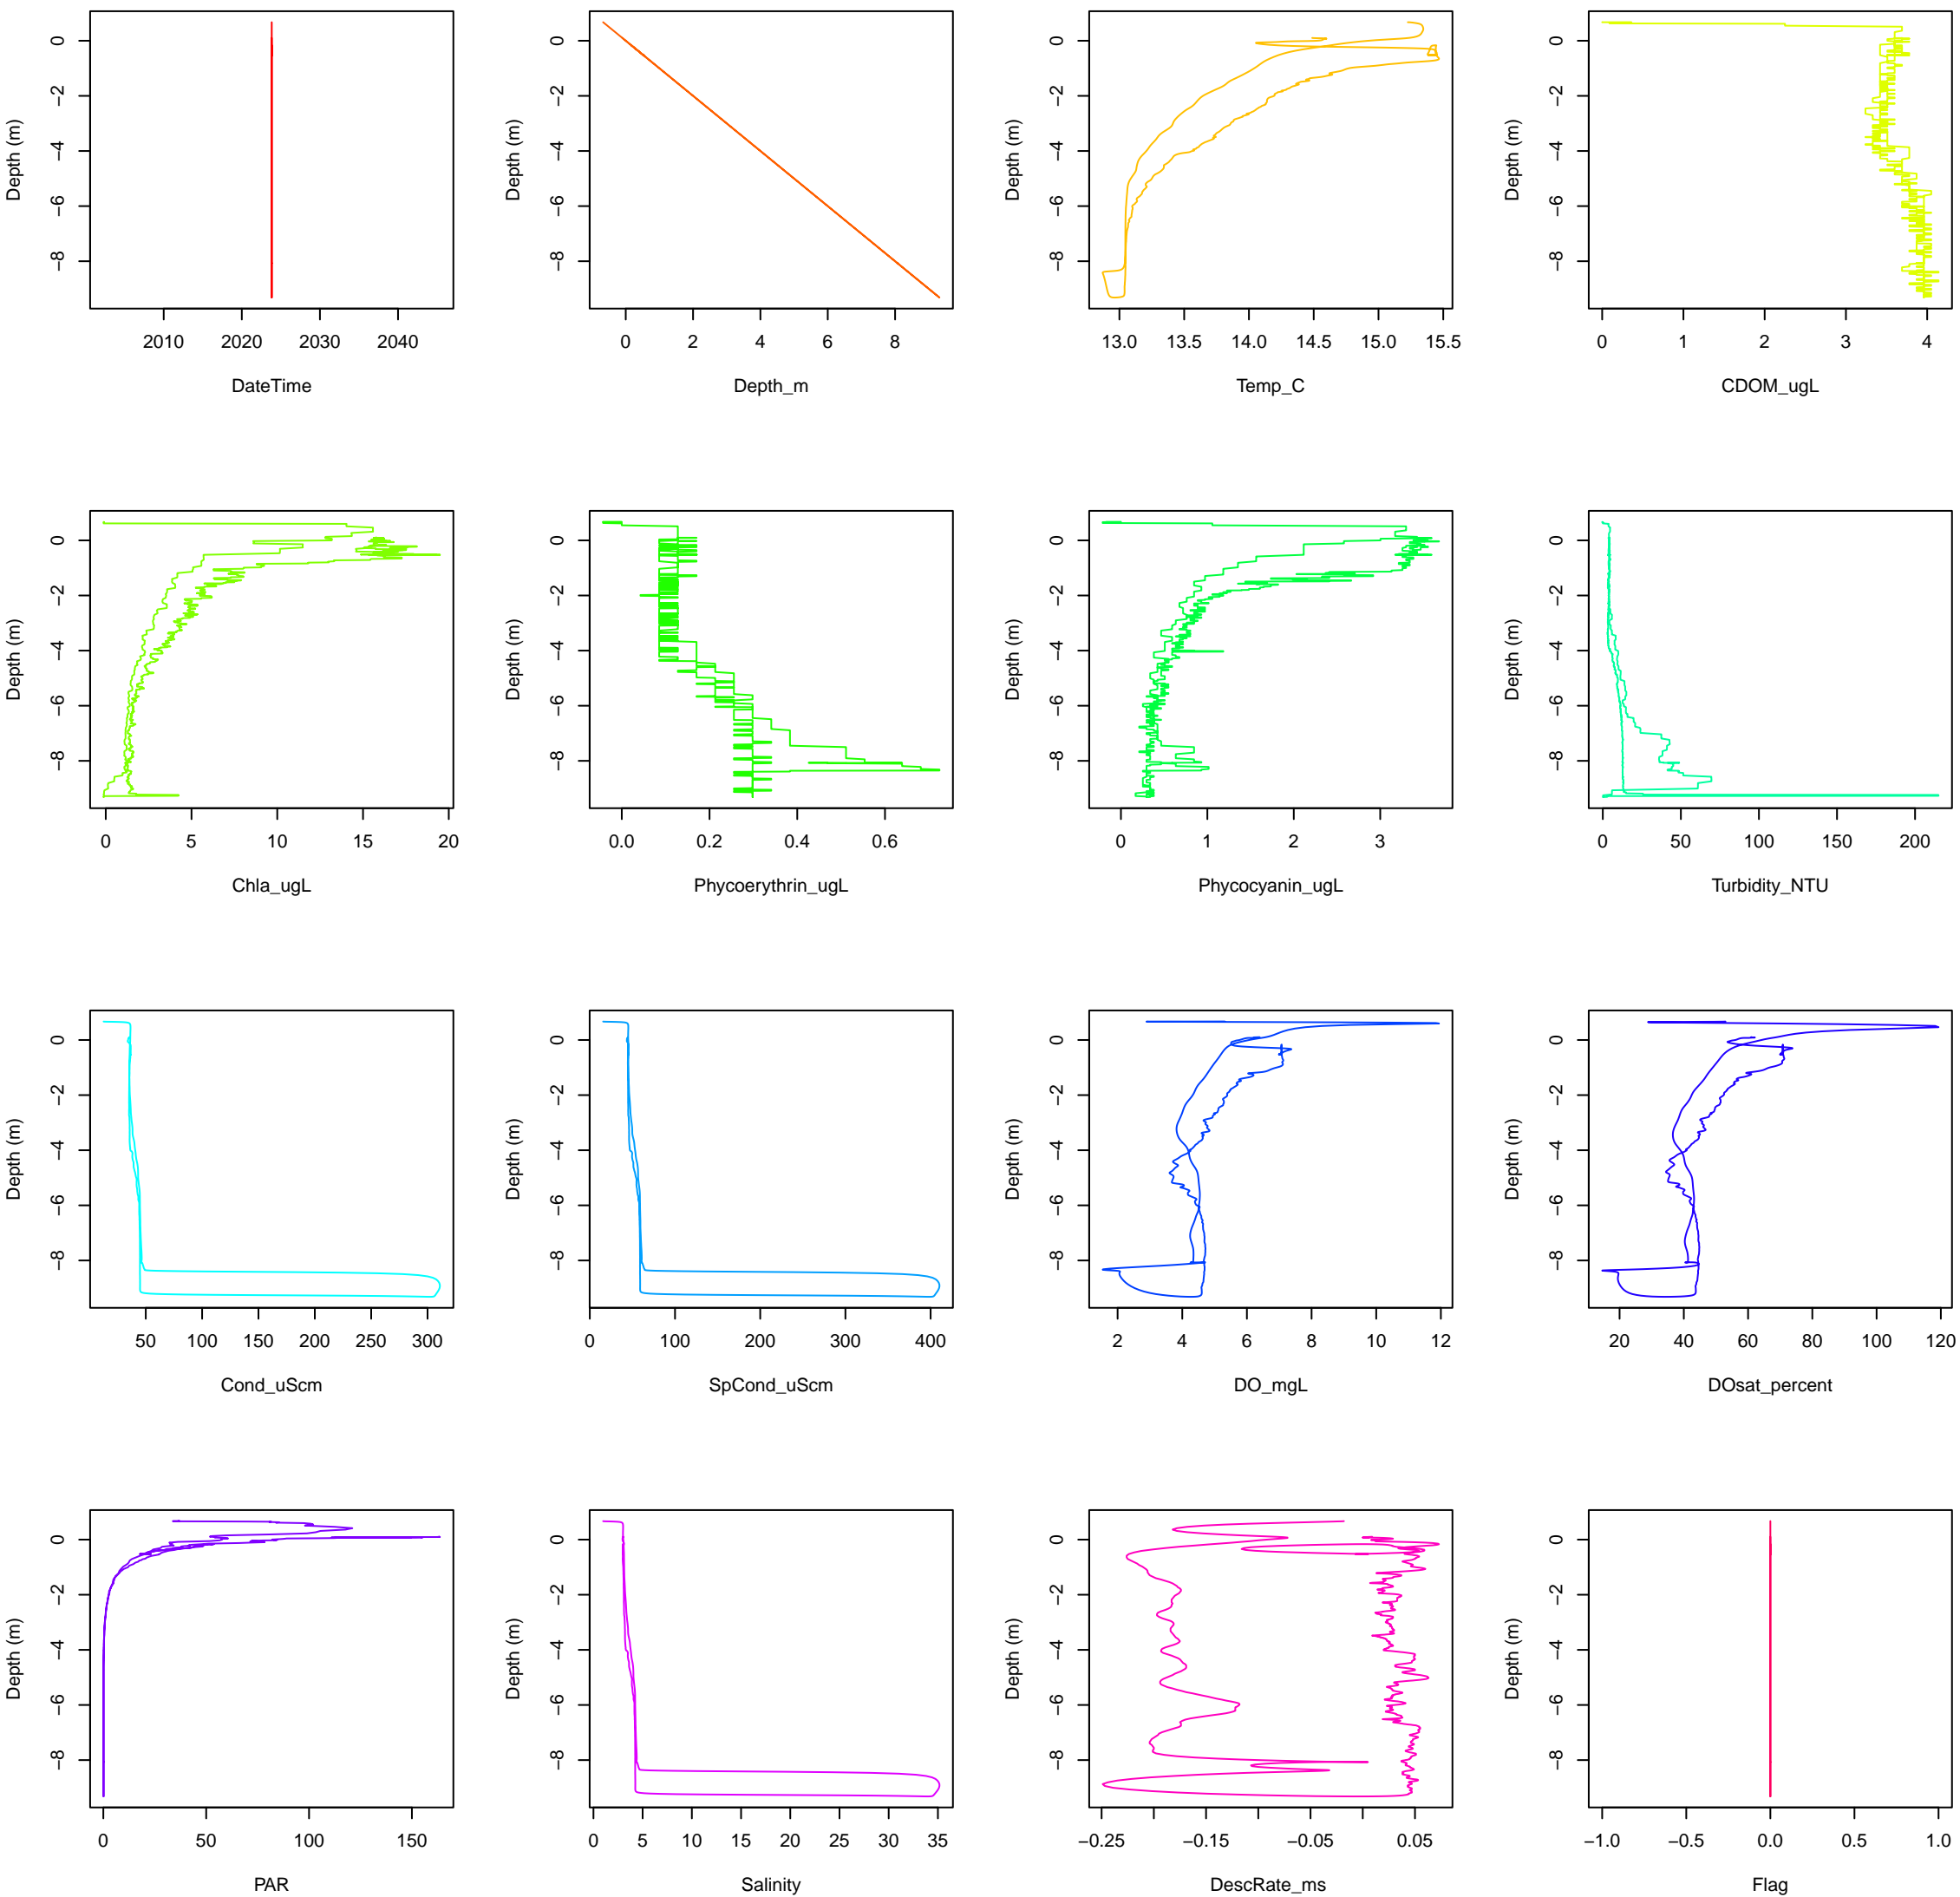 Depth (m)
0
−2
−4
−6
−8
2010 2020 2030 2040
DateTime
Depth (m)
0
−2
−4
−6
−8
0 2 4 6 8
Depth_m
Depth (m)
0
−2
−4
−6
−8
13.0 13.5 14.0 14.5 15.0 15.5
Temp_C
Depth (m)
0
−2
−4
−6
−8
0 1 2 3 4
CDOM_ugL
Depth (m)
0
−2
−4
−6
−8
0 5 10 15 20
Chla_ugL
Depth (m)
0
−2
−4
−6
−8
0.0 0.2 0.4 0.6
Phycoerythrin_ugL
Depth (m)
0
−2
−4
−6
−8
0 1 2 3
Phycocyanin_ugL
Depth (m)
0
−2
−4
−6
−8
0 50 100 150 200
Turbidity_NTU
Depth (m)
0
−2
−4
−6
−8
50 100 150 200 250 300
Cond_uScm
Depth (m)
0
−2
−4
−6
−8
0 100 200 300 400
SpCond_uScm
Depth (m)
0
−2
−4
−6
−8
2 4 6 8 10 12
DO_mgL
Depth (m)
0
−2
−4
−6
−8
20 40 60 80 100 120
DOsat_percent
Depth (m)
0
−2
−4
−6
−8
0 50 100 150
PAR
Depth (m)
0
−2
−4
−6
−8
0 5 10 15 20 25 30 35
Salinity
Depth (m)
0
−2
−4
−6
−8
−0.25 −0.15 −0.05 0.05
DescRate_ms
Depth (m)
0
−2
−4
−6
−8
−1.0 −0.5 0.0 0.5 1.0
Flag